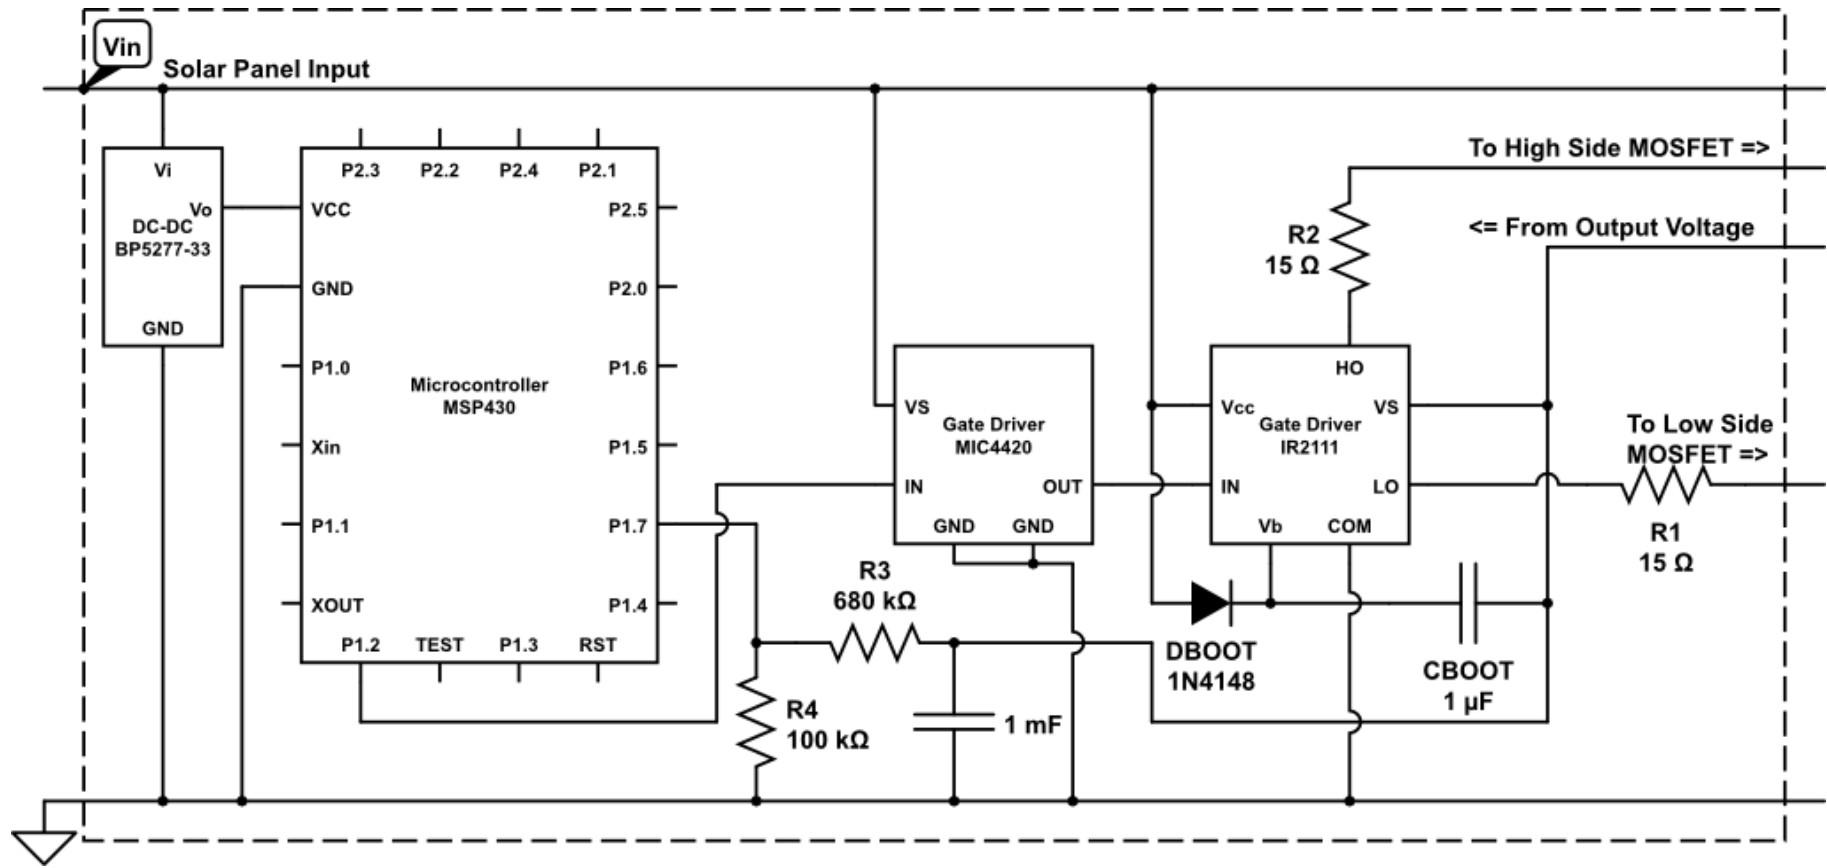 Vin
Solar Panel Input
To High Side MOSFET =>
<= From Output Voltage
Vi
Vo
DC-DC
BP5277-33
GND
P2.3
P2.2
P2.4
P2.1
VCC
GND
P1.0
Xin
P1.1
XOUT
Microcontroller
MSP430
P2.5
P2.0
P1.6
P1.5
P1.7
P1.4
P1.2
TEST
P1.3
RST
R2
15 Ω
VS
Gate Driver
MIC4420
IN
OUT
GND
GND
HO
Vcc
VS
Gate Driver
IR2111
IN
LO
Vb
COM
To Low Side
MOSFET =>
R1
15 Ω
R3
680 kΩ
R4
100 kΩ
1 mF
DBOOT
1N4148
CBOOT
1 µF